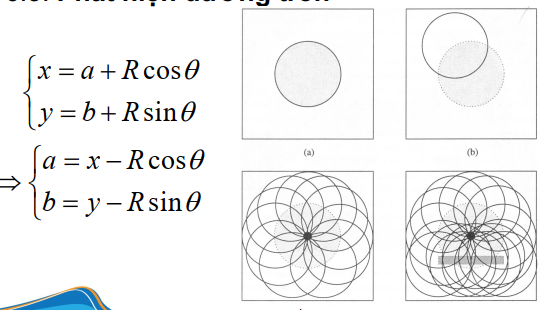 x = a + R cos θ
y = b + R sin θ
⇒ a = x − R cos θ
b = y − R sin θ
(a)
(b)